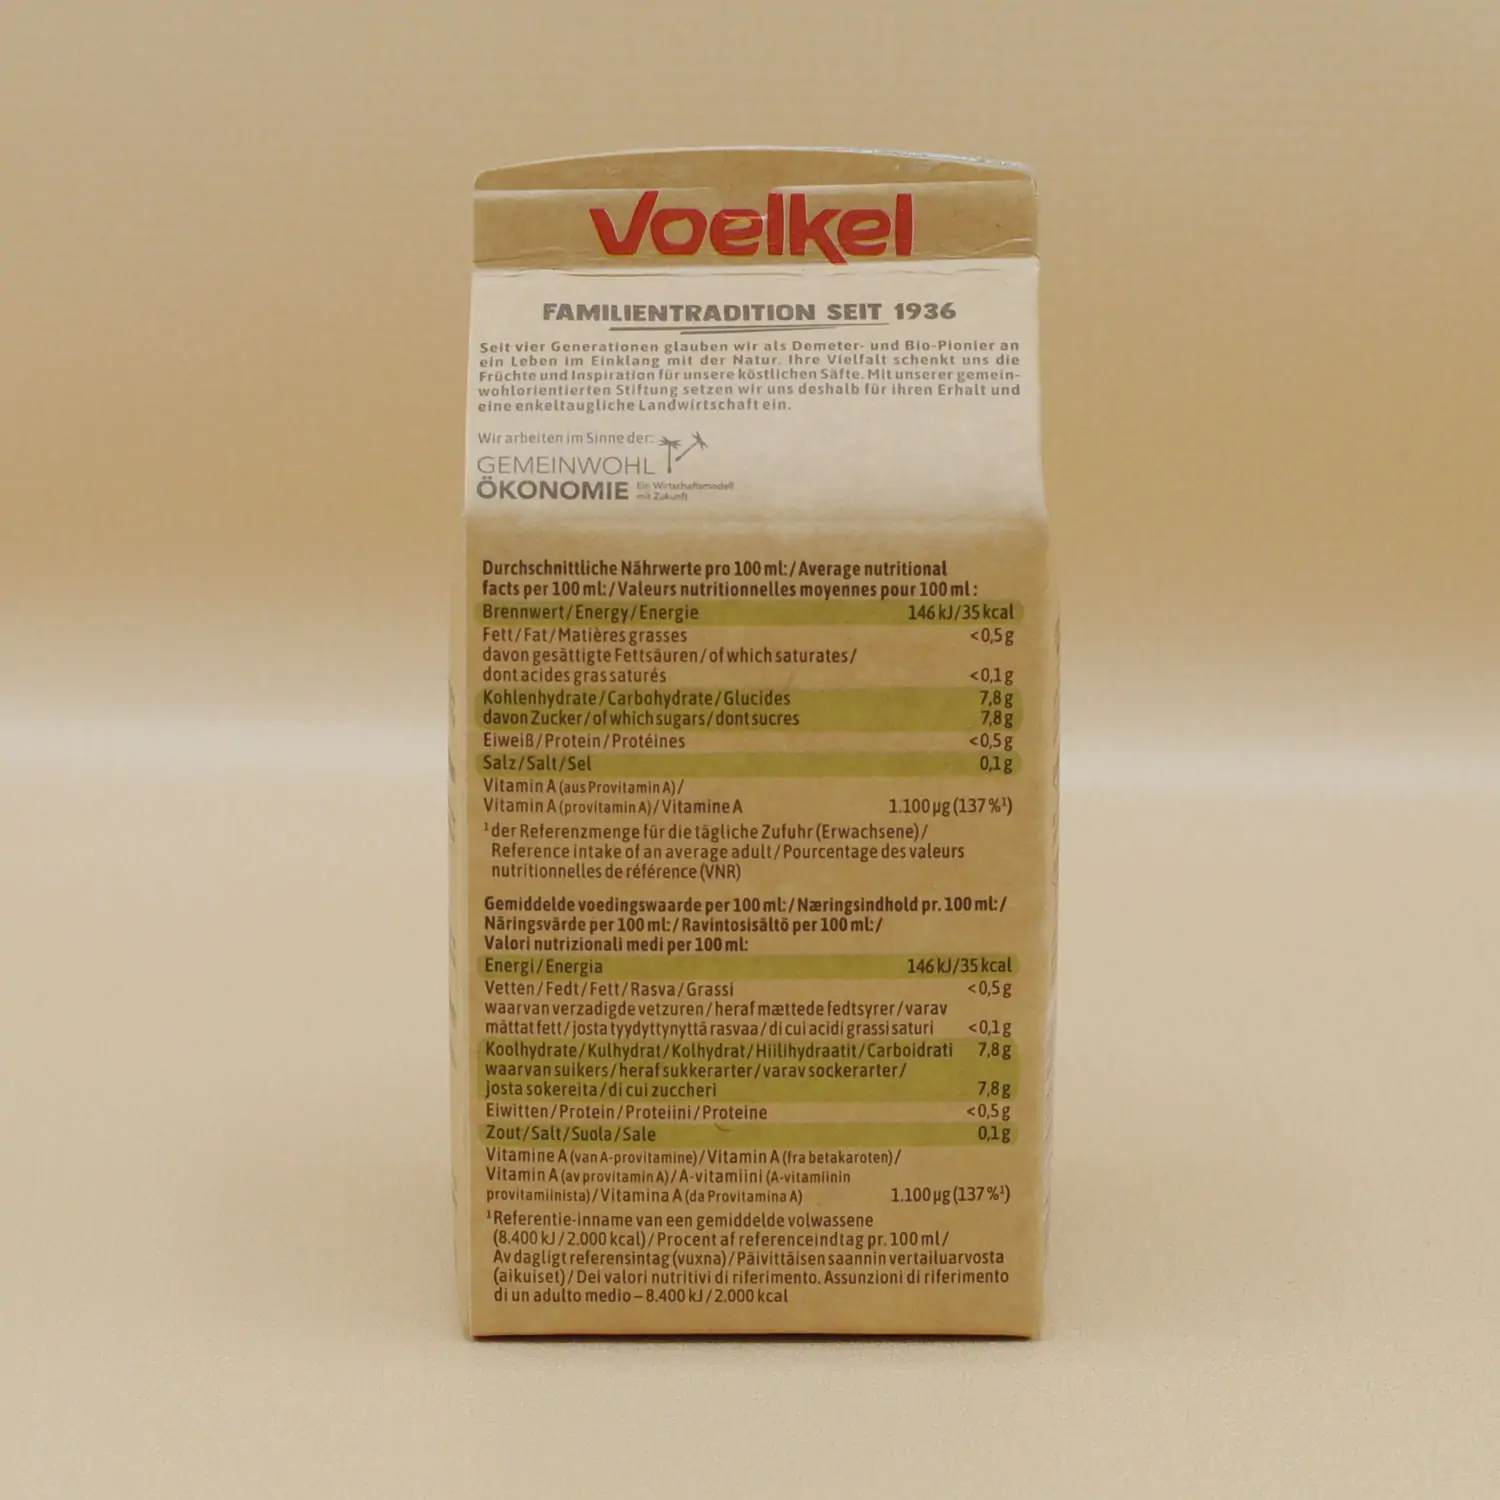 Voelkel
FAMILIENTRADITION SEIT 1936
Seit vier Generationen glauben wir als Demeter- und Bio-Pionier an
ein Leben im Einklang mit der Natur. Ihre Vielfalt schenkt uns die
Früchte und Inspiration für unsere köstlichen Säfte. Mit unserer gemein-
wohlorientierten Stiftung setzen wir uns deshalb für ihren Erhalt und
eine enkeltaugliche Landwirtschaft ein.
Wir arbeiten im Sinne der:
GEMEINWOHL
ÖKONOMIE Ein Wirtschaftsmodell
mit Zukunft
Durchschnittliche Nährwerte pro 100 ml:/Average nutritional
facts per 100 ml:/Valeurs nutritionnelles moyennes pour 100 ml:
Brennwert/Energy/Energie 146 kJ/35 kcal
Fett/Fat/Matières grasses <0,5 g
davon gesättigte Fettsäuren/of which saturates/
dont acides gras saturés <0,1 g
Kohlenhydrate/Carbohydrate/Glucides 7,8 g
davon Zucker/of which sugars/dont sucres 7,8 g
Eiweiß/Protein/Protéines <0,5 g
Salz/Salt/Sel 0,1 g
Vitamin A (aus Provitamin A)/
Vitamin A (provitamin A)/Vitamine A 1.100 µg (137 %¹)
¹der Referenzmenge für die tägliche Zufuhr (Erwachsene)/
Reference intake of an average adult/Pourcentage des valeurs
nutritionnelles de référence (VNR)
Gemiddelde voedingswaarde per 100 ml:/Næringsindhold pr. 100 ml:/
Näringsvärde per 100 ml:/Ravintosisältö per 100 ml:/
Valori nutrizionali medi per 100 ml:
Energi/Energia 146 kJ/35 kcal
Vetten/Fedt/Fett/Rasva/Grassi <0,5 g
waarvan verzadigde vetzuren/heraf mættede fedtsyrer/varav
mättat fett/josta tyydyttynyttä rasvaa/di cui acidi grassi saturi <0,1 g
Koolhydrate/Kulhydrat/Kolhydrat/Hiilihydraatit/Carboidrati 7,8 g
waarvan suikers/heraf sukkerarter/varav sockerarter/
josta sokereita/di cui zuccheri 7,8 g
Eiwitten/Protein/Proteiini/Proteine <0,5 g
Zout/Salt/Suola/Sale 0,1 g
Vitamine A (van A-provitamine)/Vitamin A (fra betakaroten)/
Vitamin A (av provitamin A)/A-vitamiini (A-vitamiinin
provitamiinista)/Vitamina A (da Provitamina A) 1.100 µg (137 %¹)
¹Referentie-inname van een gemiddelde volwassene
(8.400 kJ/2.000 kcal)/Procent af referenceindtag pr. 100 ml/
Av dagligt referensintag (vuxna)/Päivittäisen saannin vertailuarvosta
(aikuiset)/Dei valori nutritivi di riferimento. Assunzioni di riferimento
di un adulto medio – 8.400 kJ/2.000 kcal